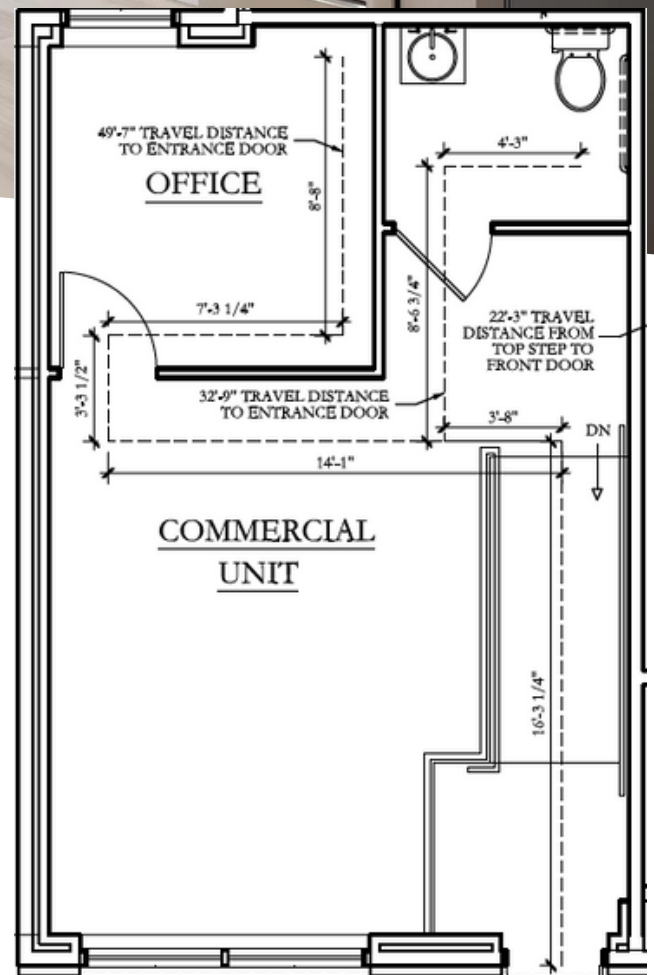 49'-7" TRAVEL DISTANCE
TO ENTRANCE DOOR
OFFICE
8'-8"
4'-3"
7'-3 1/4"
8'-6 3/4"
22'-3" TRAVEL
DISTANCE FROM
TOP STEP TO
FRONT DOOR
3'-3 1/2"
32'-9" TRAVEL DISTANCE
TO ENTRANCE DOOR
3'-8"
DN
14'-1"
COMMERCIAL
UNIT
16'-3 1/4"